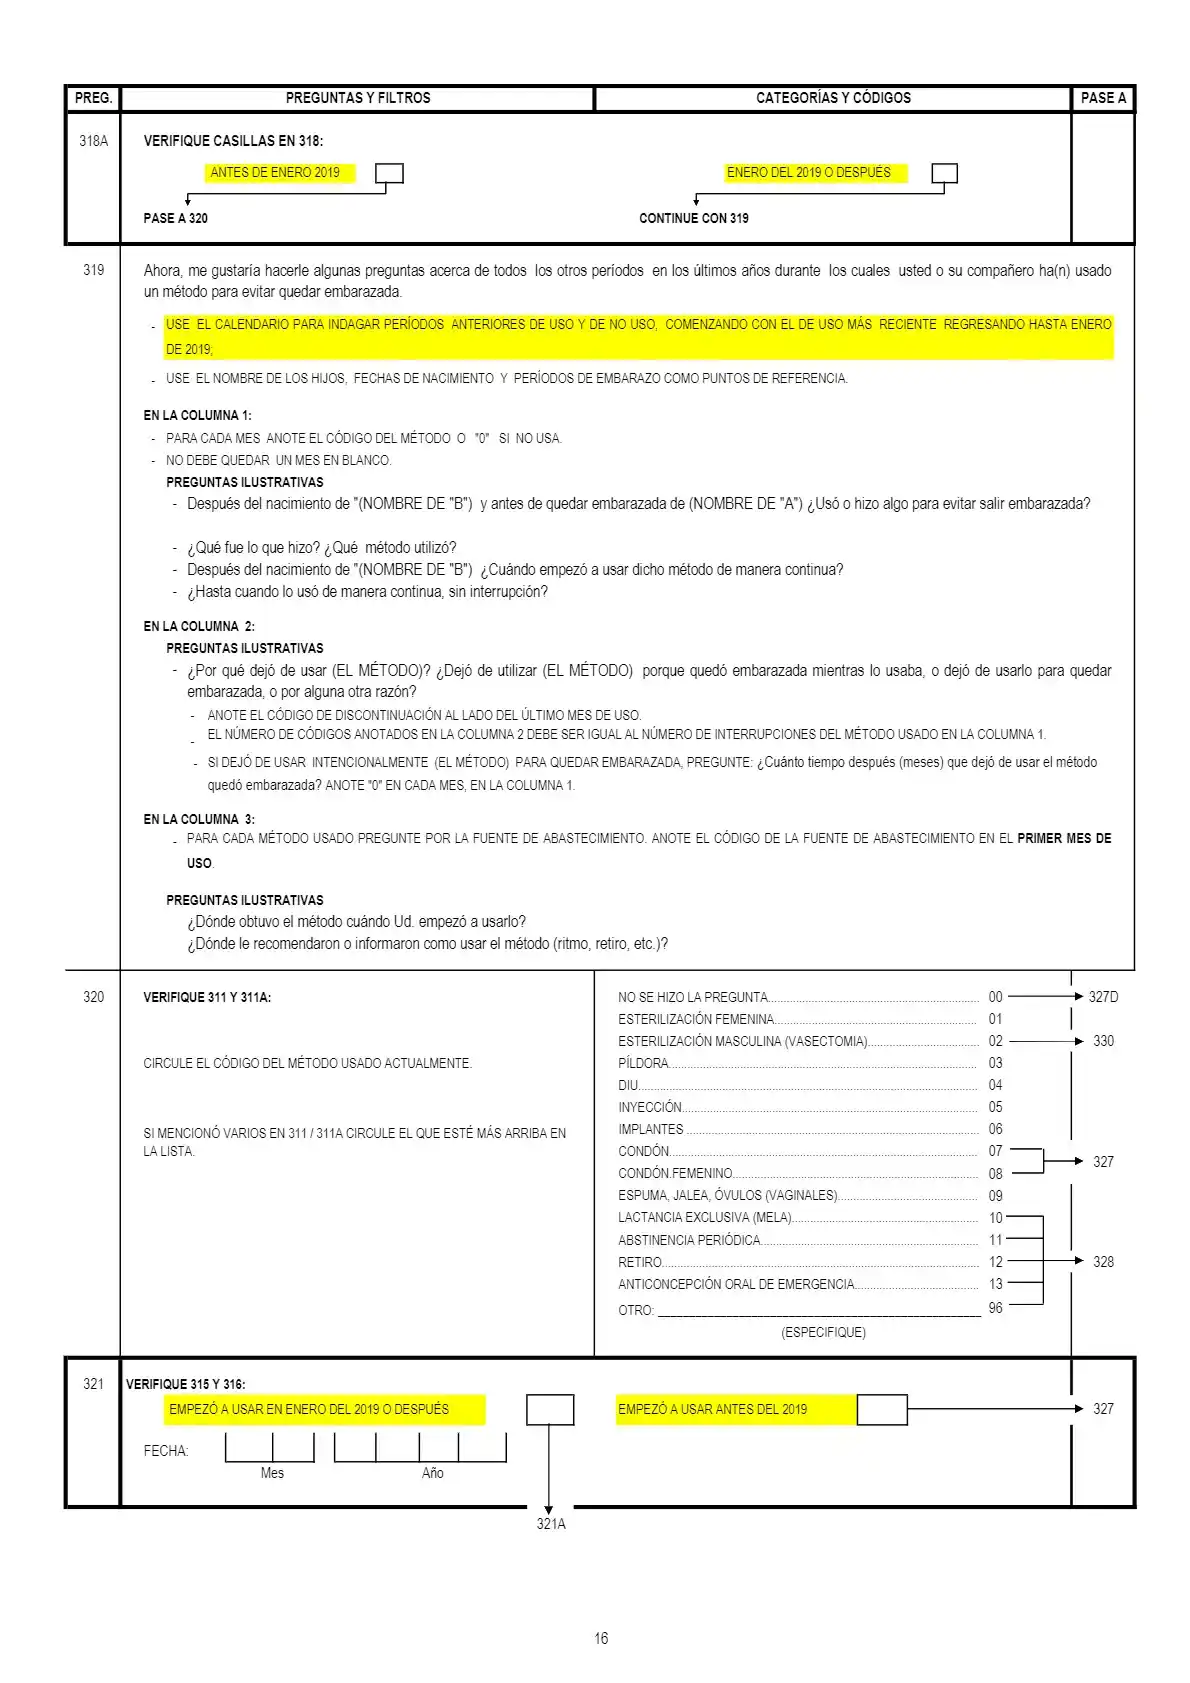 PREG. PREGUNTAS Y FILTROS CATEGORÍAS Y CÓDIGOS PASE A
318A VERIFIQUE CASILLAS EN 318:
ANTES DE ENERO 2019 ENERO DEL 2019 O DESPUÉS
PASE A 320 CONTINUE CON 319
319 Ahora, me gustaría hacerle algunas preguntas acerca de todos los otros períodos en los últimos años durante los cuales usted o su compañero ha(n) usado
un método para evitar quedar embarazada.
- USE EL CALENDARIO PARA INDAGAR PERÍODOS ANTERIORES DE USO Y DE NO USO, COMENZANDO CON EL DE USO MÁS RECIENTE REGRESANDO HASTA ENERO
DE 2019;
- USE EL NOMBRE DE LOS HIJOS, FECHAS DE NACIMIENTO Y PERÍODOS DE EMBARAZO COMO PUNTOS DE REFERENCIA.
EN LA COLUMNA 1:
- PARA CADA MES ANOTE EL CÓDIGO DEL MÉTODO O "0" SI NO USA.
- NO DEBE QUEDAR UN MES EN BLANCO.
PREGUNTAS ILUSTRATIVAS
- Después del nacimiento de "(NOMBRE DE "B") y antes de quedar embarazada de (NOMBRE DE "A") ¿Usó o hizo algo para evitar salir embarazada?
- ¿Qué fue lo que hizo? ¿Qué método utilizó?
- Después del nacimiento de "(NOMBRE DE "B") ¿Cuándo empezó a usar dicho método de manera continua?
- ¿Hasta cuando lo usó de manera continua, sin interrupción?
EN LA COLUMNA 2:
PREGUNTAS ILUSTRATIVAS
- ¿Por qué dejó de usar (EL MÉTODO)? ¿Dejó de utilizar (EL MÉTODO) porque quedó embarazada mientras lo usaba, o dejó de usarlo para quedar
embarazada, o por alguna otra razón?
- ANOTE EL CÓDIGO DE DISCONTINUACIÓN AL LADO DEL ÚLTIMO MES DE USO.
- EL NÚMERO DE CÓDIGOS ANOTADOS EN LA COLUMNA 2 DEBE SER IGUAL AL NÚMERO DE INTERRUPCIONES DEL MÉTODO USADO EN LA COLUMNA 1.
- SI DEJÓ DE USAR INTENCIONALMENTE (EL MÉTODO) PARA QUEDAR EMBARAZADA, PREGUNTE: ¿Cuánto tiempo después (meses) que dejó de usar el método
quedó embarazada? ANOTE "0" EN CADA MES, EN LA COLUMNA 1.
EN LA COLUMNA 3:
- PARA CADA MÉTODO USADO PREGUNTE POR LA FUENTE DE ABASTECIMIENTO. ANOTE EL CÓDIGO DE LA FUENTE DE ABASTECIMIENTO EN EL PRIMER MES DE
USO.
PREGUNTAS ILUSTRATIVAS
¿Dónde obtuvo el método cuándo Ud. empezó a usarlo?
¿Dónde le recomendaron o informaron como usar el método (ritmo, retiro, etc.)?
320 VERIFIQUE 311 Y 311A:
CIRCULE EL CÓDIGO DEL MÉTODO USADO ACTUALMENTE.
SI MENCIONÓ VARIOS EN 311 / 311A CIRCULE EL QUE ESTÉ MÁS ARRIBA EN
LA LISTA.
NO SE HIZO LA PREGUNTA.......... 00 327D
ESTERILIZACIÓN FEMENINA.......... 01
ESTERILIZACIÓN MASCULINA (VASECTOMIA).......... 02 330
PÍLDORA.......... 03
DIU.......... 04
INYECCIÓN.......... 05
IMPLANTES .......... 06
CONDÓN.......... 07
327
CONDÓN.FEMENINO.......... 08
ESPUMA, JALEA, ÓVULOS (VAGINALES).......... 09
LACTANCIA EXCLUSIVA (MELA).......... 10
ABSTINENCIA PERIÓDICA.......... 11
RETIRO.......... 12 328
ANTICONCEPCIÓN ORAL DE EMERGENCIA.......... 13
OTRO: __________ 96
(ESPECIFIQUE)
321 VERIFIQUE 315 Y 316:
EMPEZÓ A USAR EN ENERO DEL 2019 O DESPUÉS EMPEZÓ A USAR ANTES DEL 2019 327
FECHA:
Mes Año
321A
16